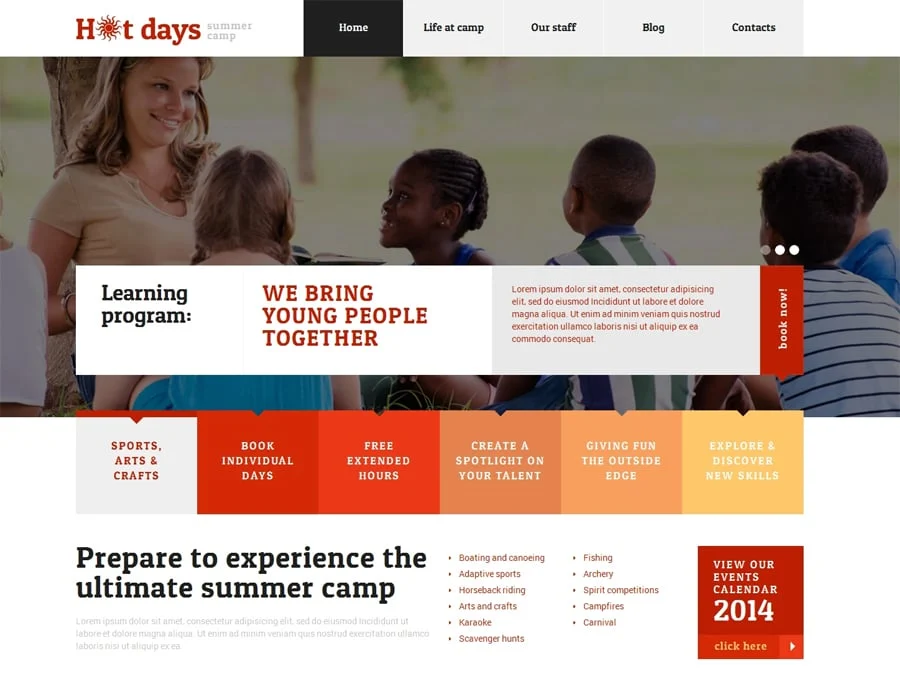 Hot days
summer
camp
Home
Life at camp
Our staff
Blog
Contacts
Learning
program:
WE BRING
YOUNG PEOPLE
TOGETHER
Lorem ipsum dolor sit amet, consectetur adipisicing
elit, sed do eiusmod Incididunt ut labore et dolore
magna aliqua. Ut enim ad minim veniam quis nostrud
exercitation ullamco laboris nisi ut aliquip ex ea
commodo consequat.
book now!
SPORTS,
ARTS &
CRAFTS
BOOK
INDIVIDUAL
DAYS
FREE
EXTENDED
HOURS
CREATE A
SPOTLIGHT ON
YOUR TALENT
GIVING FUN
THE OUTSIDE
EDGE
EXPLORE &
DISCOVER
NEW SKILLS
Prepare to experience the
ultimate summer camp
Lorem ipsum dolor sit amet, consectetur adipisicing elit, sed do eiusmod Incididunt ut
labore et dolore magna aliqua. Ut enim ad minim veniam quis nostrud exercitation ullamco
laboris nisi ut aliquip ex ea.
Boating and canoeing
Adaptive sports
Horseback riding
Arts and crafts
Karaoke
Scavenger hunts
Fishing
Archery
Spirit competitions
Campfires
Carnival
VIEW OUR
EVENTS
CALENDAR
2014
click here